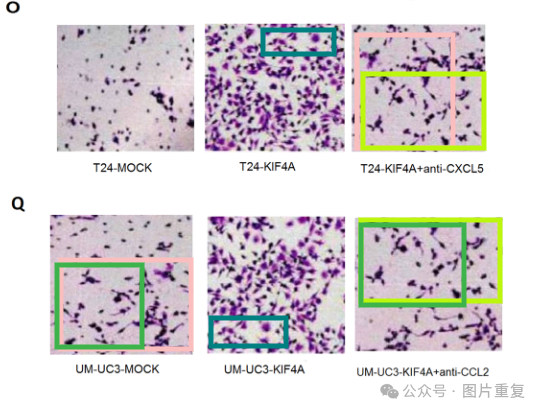 O
T24-MOCK
T24-KIF4A
T24-KIF4A+anti-CXCL5
Q
UM-UC3-MOCK
UM-UC3-KIF4A
UM-UC3-KIF4A+anti-CCL2
公众号 · 图片重复